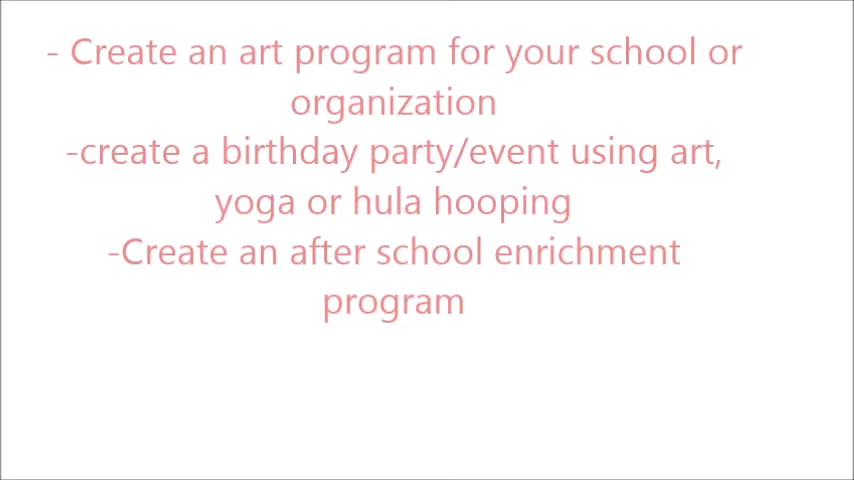 - Create an art program for your school or
organization
-create a birthday party/event using art,
yoga or hula hooping
-Create an after school enrichment
program